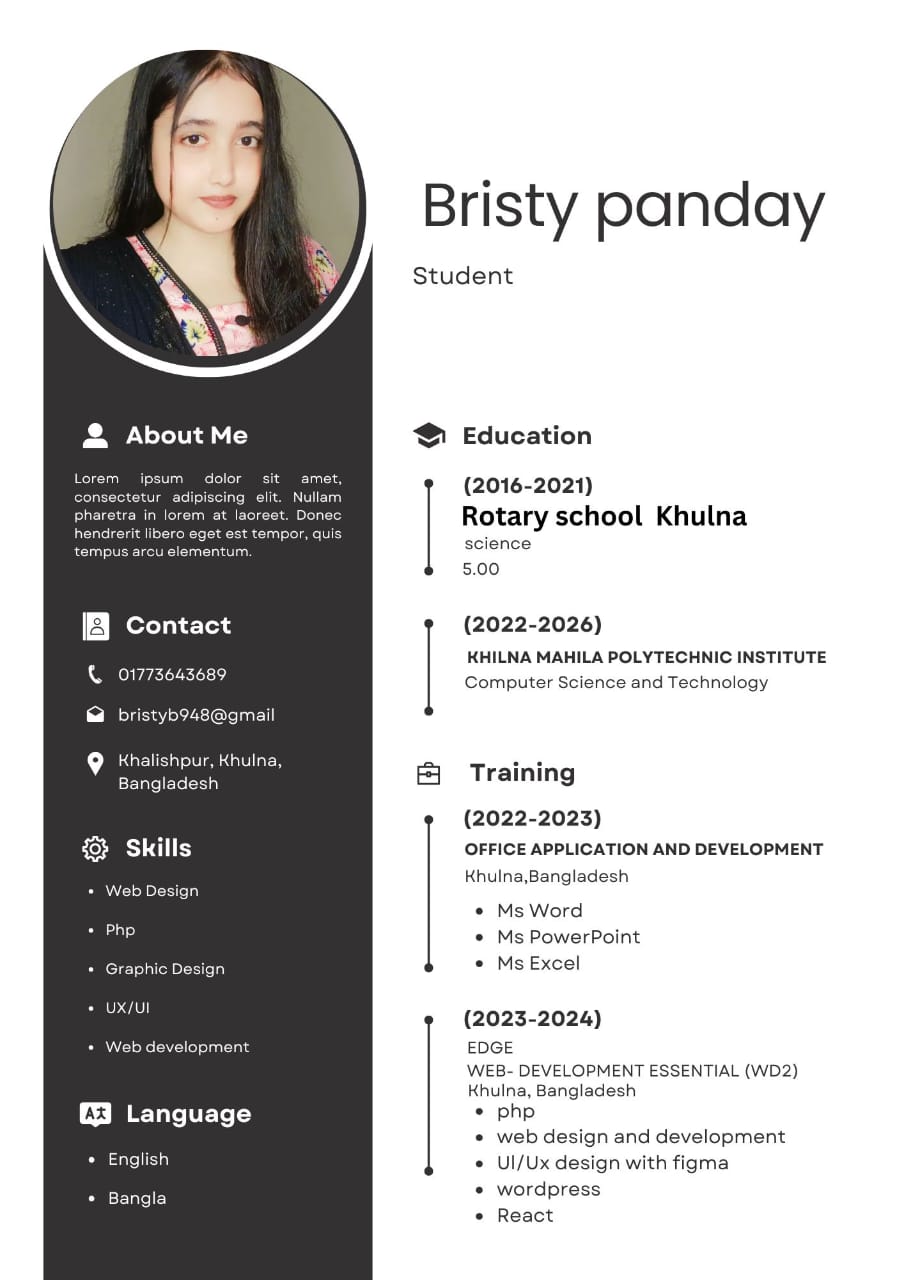 Bristy panday
Student
About Me
Lorem ipsum dolor sit amet,
consectetur adipiscing elit. Nullam
pharetra in lorem at laoreet. Donec
hendrerit libero eget est tempor, quis
tempus arcu elementum.
Contact
01773643689
bristyb948@gmail
Khalishpur, Khulna,
Bangladesh
Skills
• Web Design
• Php
• Graphic Design
• UX/UI
• Web development
Language
• English
• Bangla
Education
(2016-2021)
Rotary school Khulna
science
5.00
(2022-2026)
KHILNA MAHILA POLYTECHNIC INSTITUTE
Computer Science and Technology
Training
(2022-2023)
OFFICE APPLICATION AND DEVELOPMENT
Khulna,Bangladesh
• Ms Word
• Ms PowerPoint
• Ms Excel
(2023-2024)
EDGE
WEB- DEVELOPMENT ESSENTIAL (WD2)
Khulna, Bangladesh
• php
• web design and development
• UI/Ux design with figma
• wordpress
• React